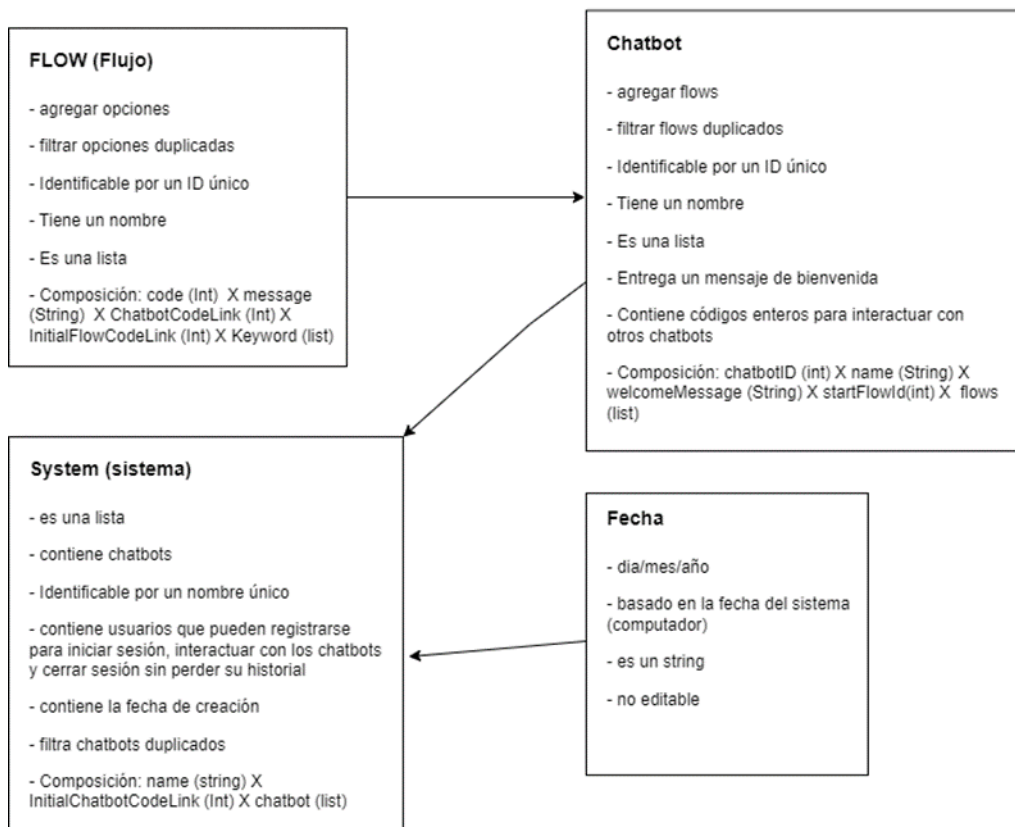 FLOW (Flujo)
- agregar opciones
- filtrar opciones duplicadas
- Identificable por un ID único
- Tiene un nombre
- Es una lista
- Composición: code (Int)  X message
(String)  X ChatbotCodeLink (Int) X
InitialFlowCodeLink (Int) X Keyword (list)
Chatbot
- agregar flows
- filtrar flows duplicados
- Identificable por un ID único
- Tiene un nombre
- Es una lista
- Entrega un mensaje de bienvenida
- Contiene códigos enteros para interactuar con
otros chatbots
- Composición: chatbotID (int) X name (String) X
welcomeMessage (String) X startFlowId(int) X  flows
(list)
System (sistema)
- es una lista
- contiene chatbots
- Identificable por un nombre único
- contiene usuarios que pueden registrarse
para iniciar sesión, interactuar con los chatbots
y cerrar sesión sin perder su historial
- contiene la fecha de creación
- filtra chatbots duplicados
- Composición: name (string) X
InitialChatbotCodeLink (Int) X chatbot (list)
Fecha
- dia/mes/año
- basado en la fecha del sistema
(computador)
- es un string
- no editable